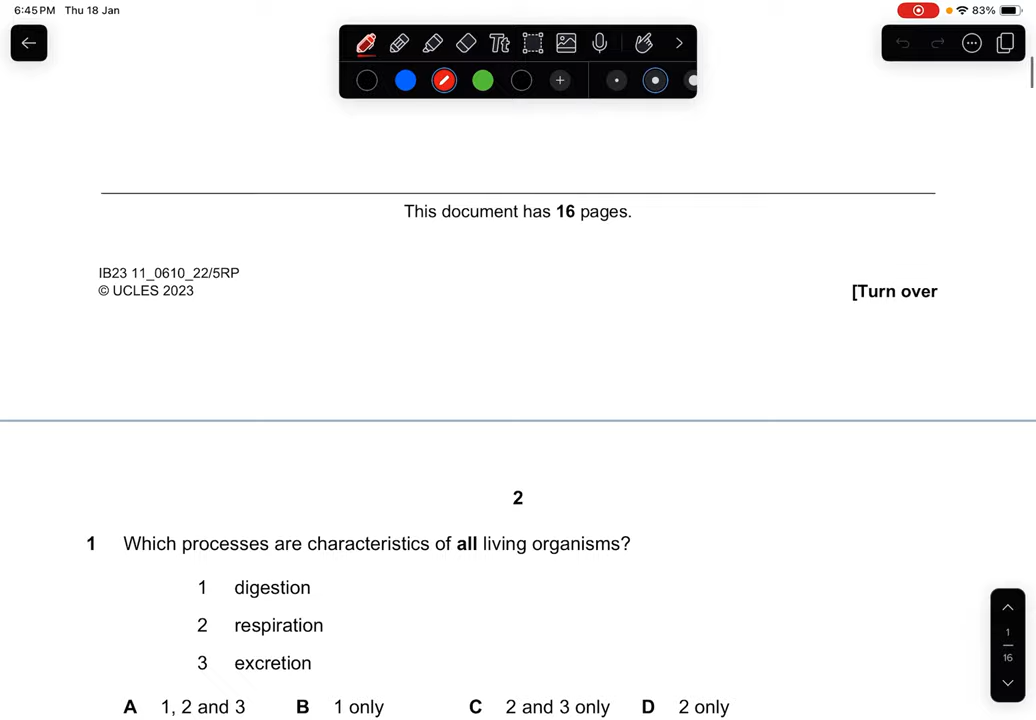 6:45 PM Thu 18 Jan
83%
Tt
This document has 16 pages.
IB23 11_0610_22/5RP
© UCLES 2023
[Turn over
2
1 Which processes are characteristics of all living organisms?
1 digestion
2 respiration
3 excretion
A 1, 2 and 3 B 1 only C 2 and 3 only D 2 only
1
16